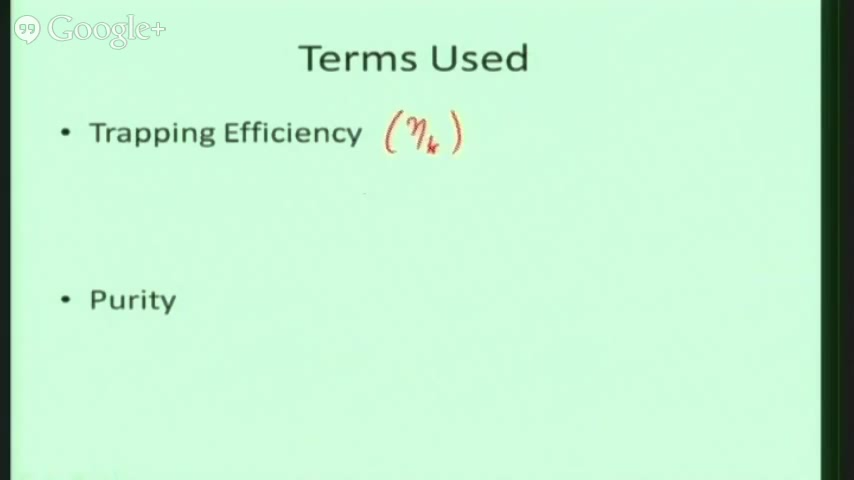 Google+
Terms Used
• Trapping Efficiency (η
• Purity